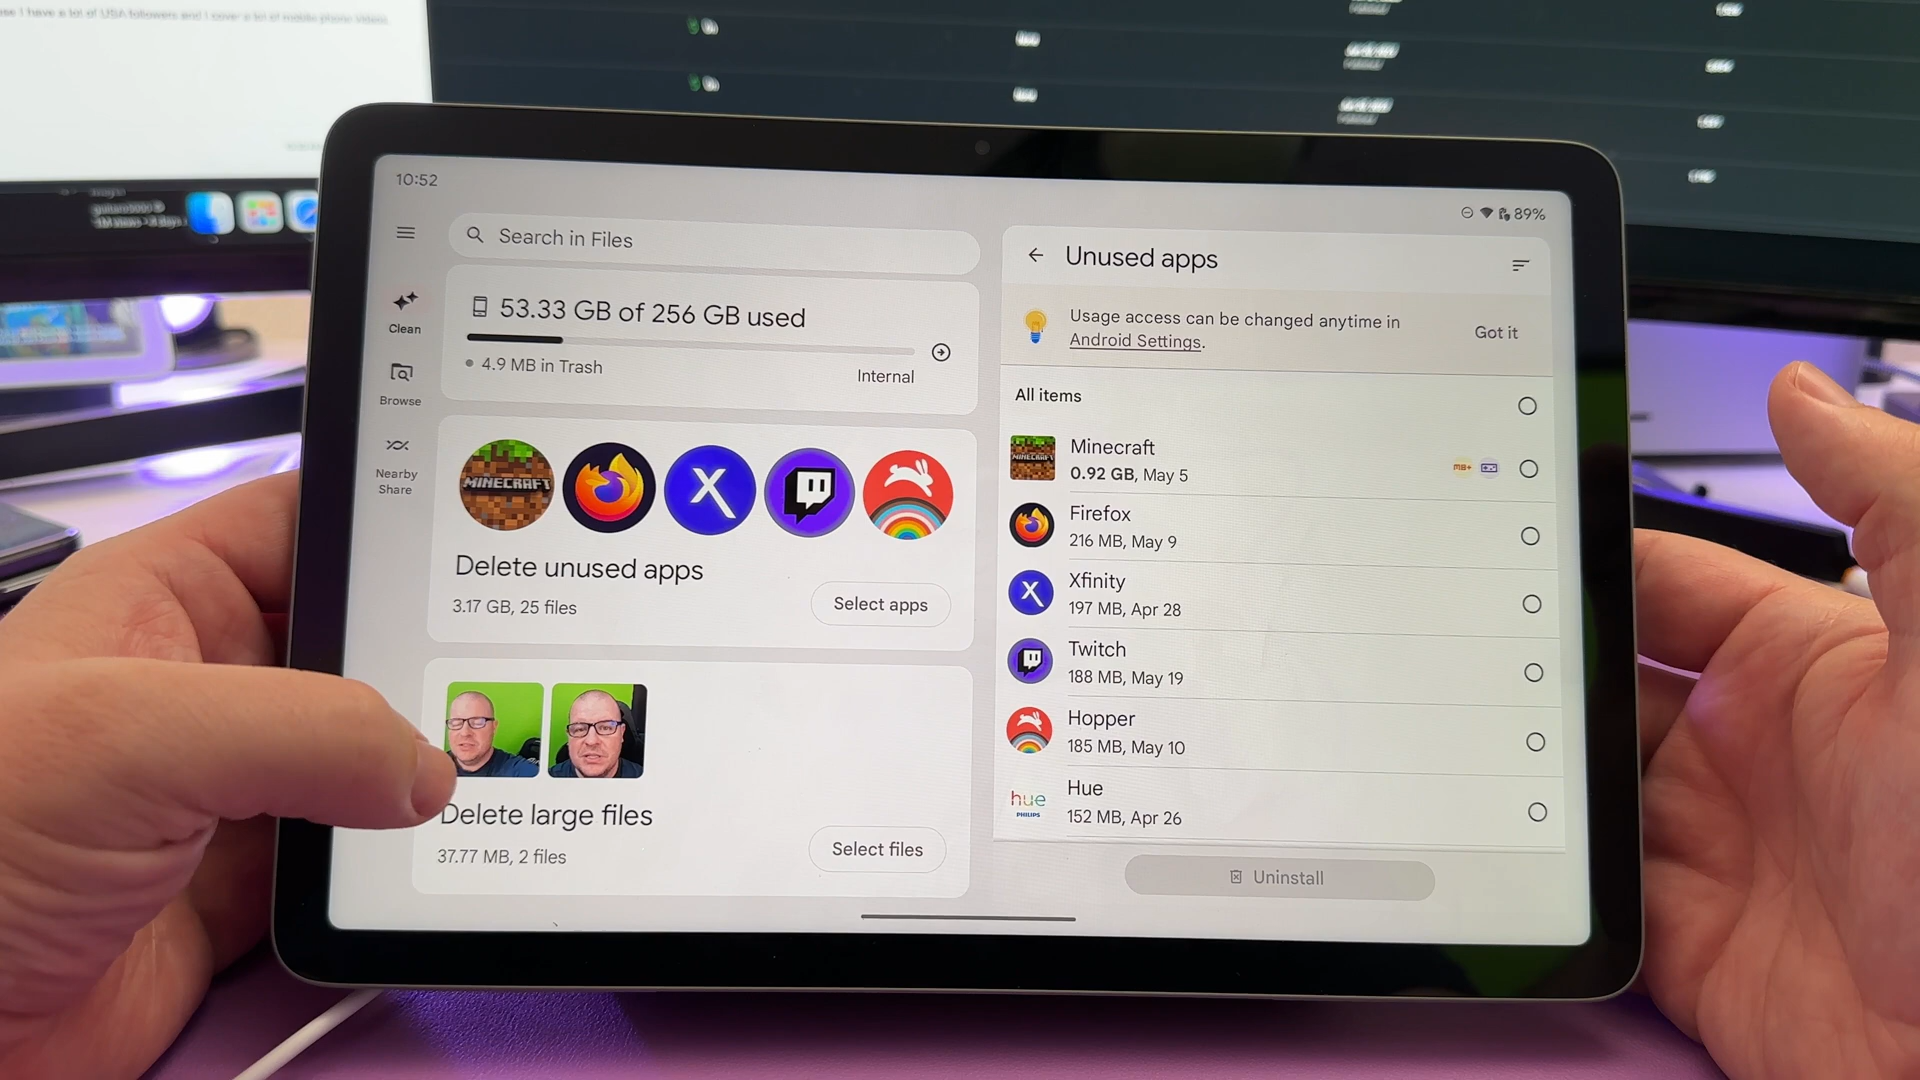 10:52
89%
Search in Files
53.33 GB of 256 GB used
4.9 MB in Trash
Internal
Clean
Browse
Nearby
Share
MINECRAFT
X
Delete unused apps
3.17 GB, 25 files
Select apps
Delete large files
37.77 MB, 2 files
Select files
Unused apps
Usage access can be changed anytime in
Android Settings.
Got it
All items
MINECRAFT
Minecraft
0.92 GB, May 5
X
Firefox
216 MB, May 9
Xfinity
197 MB, Apr 28
Twitch
188 MB, May 19
Hopper
185 MB, May 10
hue
PHILIPS
Hue
152 MB, Apr 26
Uninstall